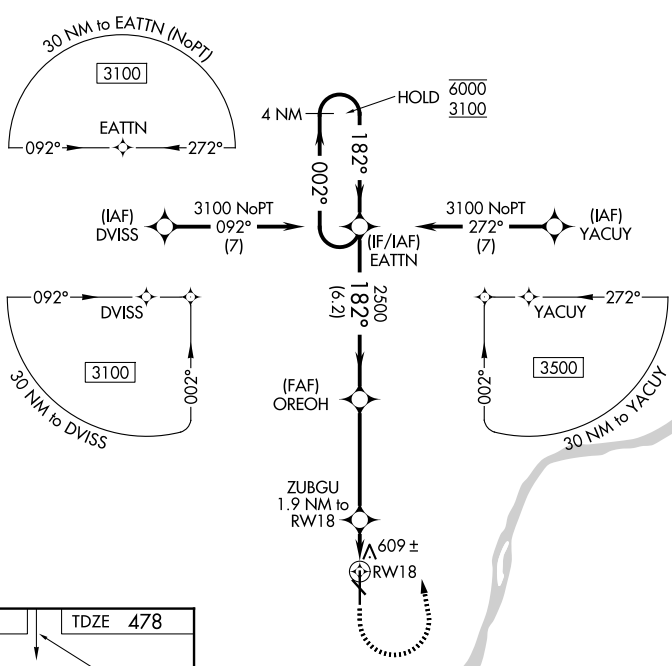 30 NM to EATTN (NoPT)
3100
EATTN
092°
272°
4 NM
HOLD
6000
3100
002°
182°
(IAF)
DVISS
3100 NoPT
092°
(7)
(IF/IAF)
EATTN
3100 NoPT
272°
(7)
(IAF)
YACUY
2500
182°
(6.2)
092°
DVISS
3100
002°
30 NM to DVISS
272°
YACUY
3500
002°
30 NM to YACUY
(FAF)
OREOH
ZUBGU
1.9 NM to
RW18
609 ±
RW18
TDZE 478